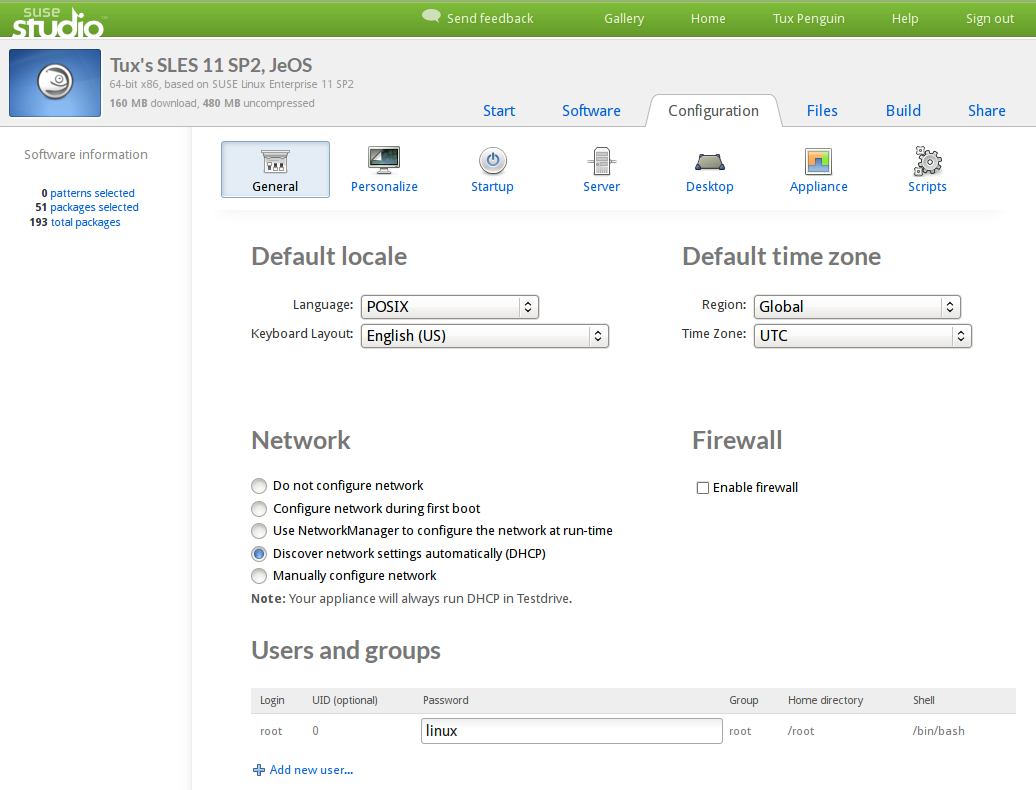 suse studio
Send feedback Gallery Home Tux Penguin Help Sign out
Tux's SLES 11 SP2, JeOS
64-bit x86, based on SUSE Linux Enterprise 11 SP2
160 MB download, 480 MB uncompressed
Start Software Configuration Files Build Share
Software information
0 patterns selected
51 packages selected
193 total packages
General Personalize Startup Server Desktop Appliance Scripts
Default locale
Language: POSIX
Keyboard Layout: English (US)
Default time zone
Region: Global
Time Zone: UTC
Network
Do not configure network
Configure network during first boot
Use NetworkManager to configure the network at run-time
Discover network settings automatically (DHCP)
Manually configure network
Note: Your appliance will always run DHCP in Testdrive.
Firewall
Enable firewall
Users and groups
Login UID (optional) Password Group Home directory Shell
root 0 linux root /root /bin/bash
Add new user...